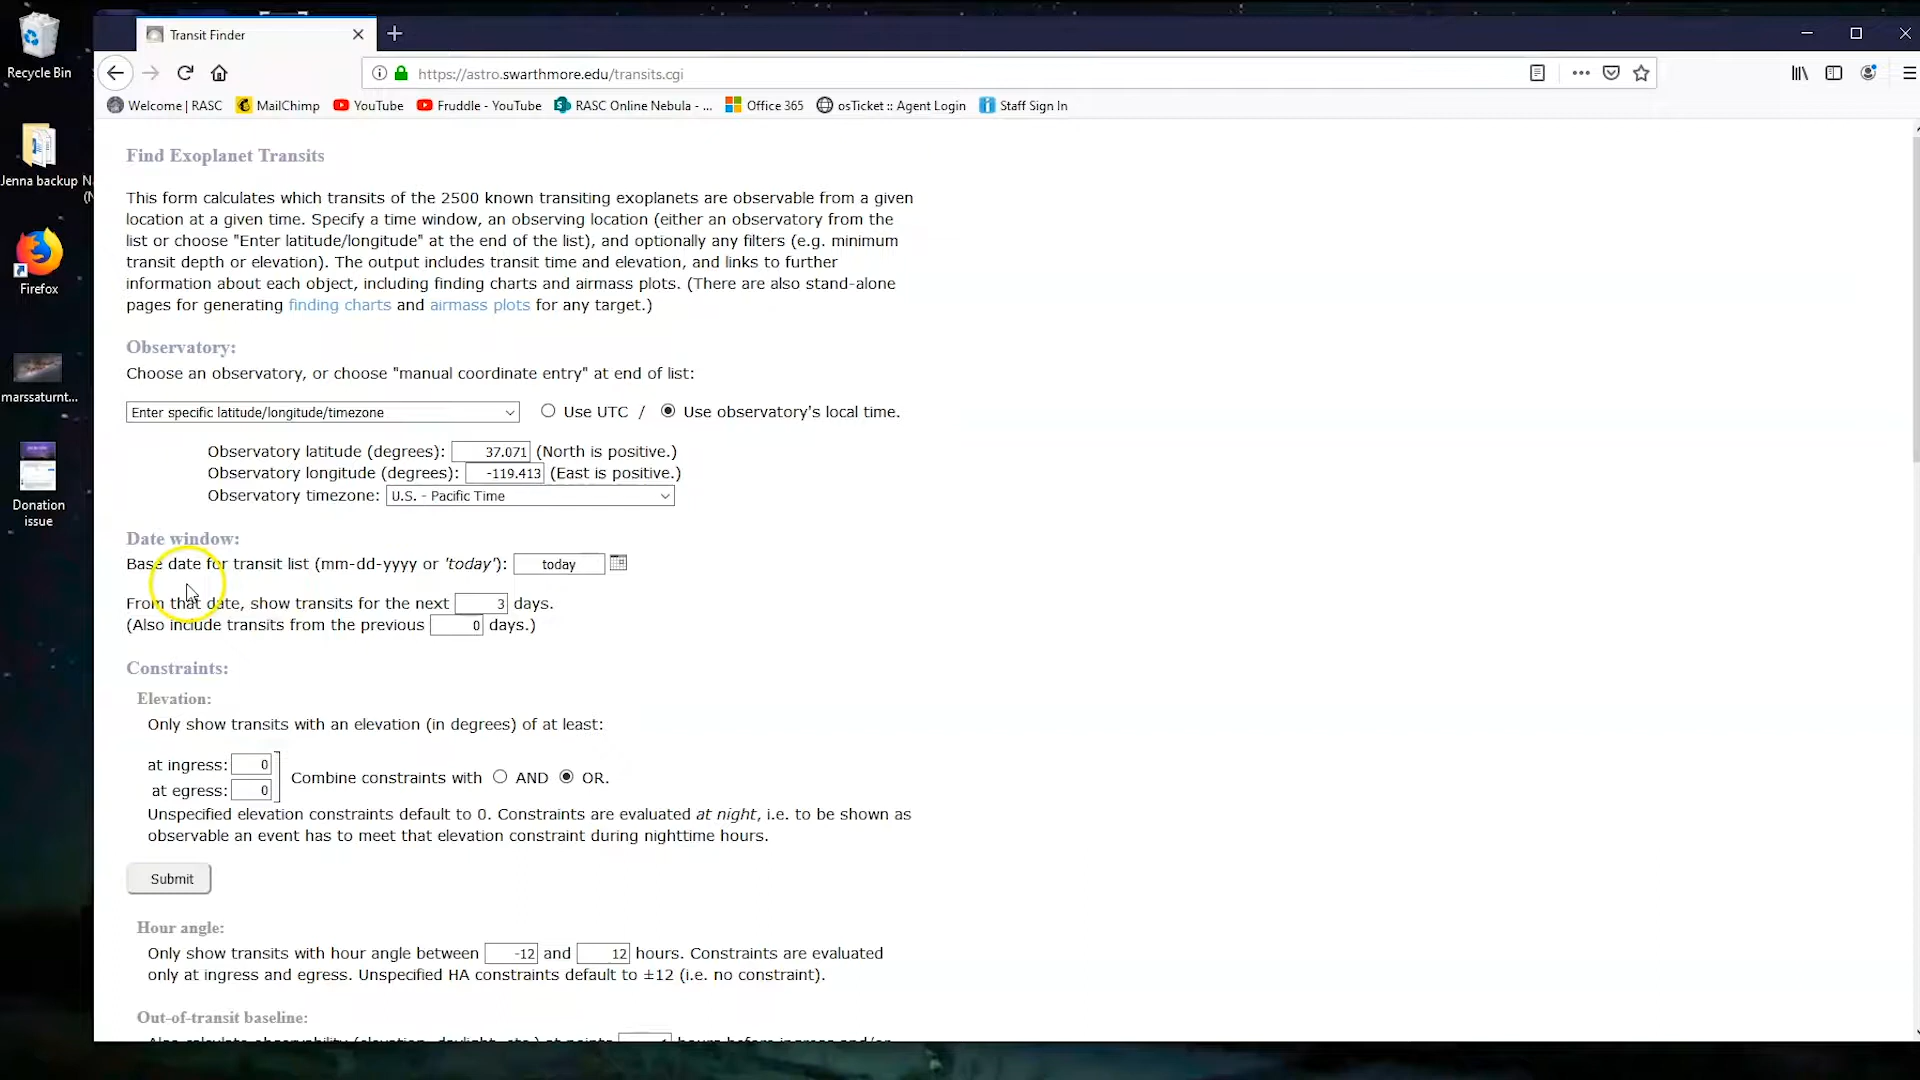 Recycle Bin
Jenna backup
Firefox
marssaturnt...
Donation
issue
Transit Finder
https://astro.swarthmore.edu/transits.cgi
Welcome | RASC
MailChimp
YouTube
Fruddle - YouTube
RASC Online Nebula - ...
Office 365
osTicket :: Agent Login
Staff Sign In
Find Exoplanet Transits
This form calculates which transits of the 2500 known transiting exoplanets are observable from a given
location at a given time. Specify a time window, an observing location (either an observatory from the
list or choose "Enter latitude/longitude" at the end of the list), and optionally any filters (e.g. minimum
transit depth or elevation). The output includes transit time and elevation, and links to further
information about each object, including finding charts and airmass plots. (There are also stand-alone
pages for generating finding charts and airmass plots for any target.)
Observatory:
Choose an observatory, or choose "manual coordinate entry" at end of list:
Enter specific latitude/longitude/timezone Use UTC / Use observatory's local time.
Observatory latitude (degrees): 37.071 (North is positive.)
Observatory longitude (degrees): -119.413 (East is positive.)
Observatory timezone: U.S. - Pacific Time
Date window:
Base date for transit list (mm-dd-yyyy or 'today'): today
From that date, show transits for the next 3 days.
(Also include transits from the previous 0 days.)
Constraints:
Elevation:
Only show transits with an elevation (in degrees) of at least:
at ingress: 0
at egress: 0
Combine constraints with AND OR.
Unspecified elevation constraints default to 0. Constraints are evaluated at night, i.e. to be shown as
observable an event has to meet that elevation constraint during nighttime hours.
Submit
Hour angle:
Only show transits with hour angle between -12 and 12 hours. Constraints are evaluated
only at ingress and egress. Unspecified HA constraints default to ±12 (i.e. no constraint).
Out-of-transit baseline: